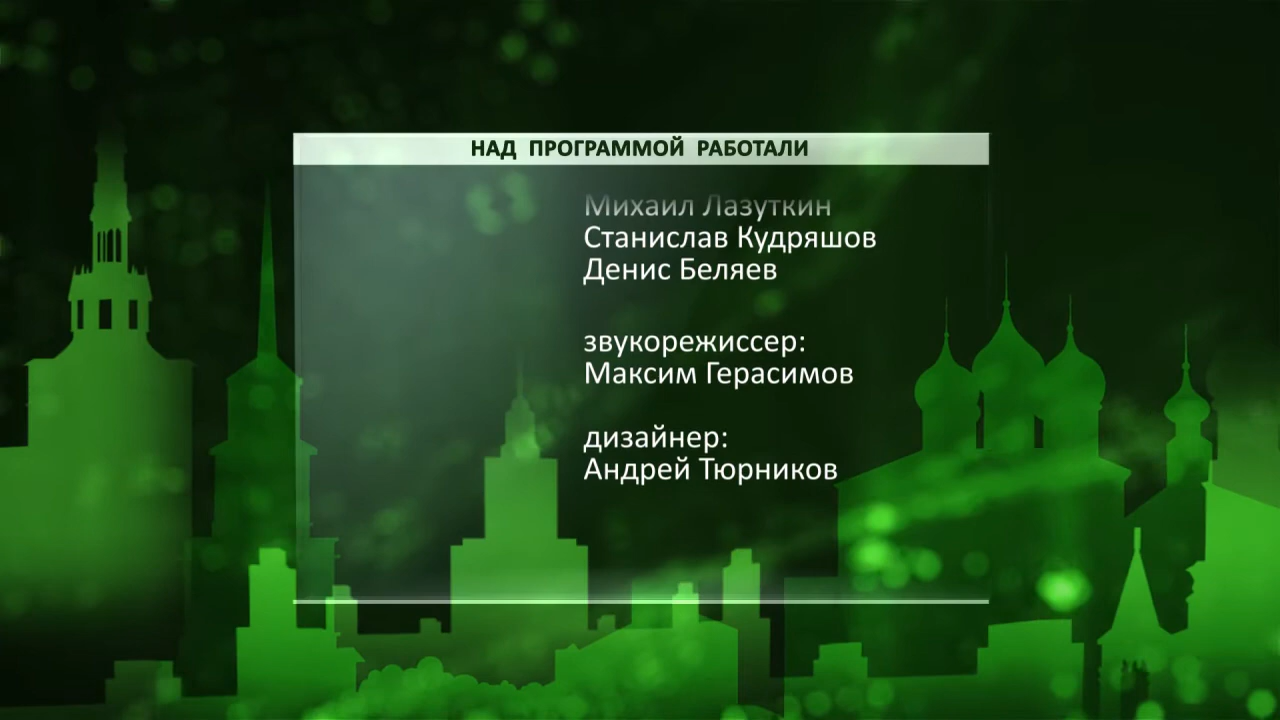 НАД ПРОГРАММОЙ РАБОТАЛИ
Михаил Лазуткин
Станислав Кудряшов
Денис Беляев
звукорежиссер:
Максим Герасимов
дизайнер:
Андрей Тюрников